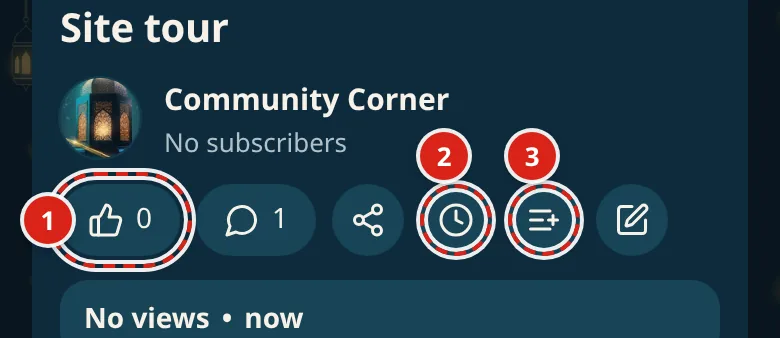 Site tour
Community Corner
No subscribers
2 3
1 0 1
No views • now